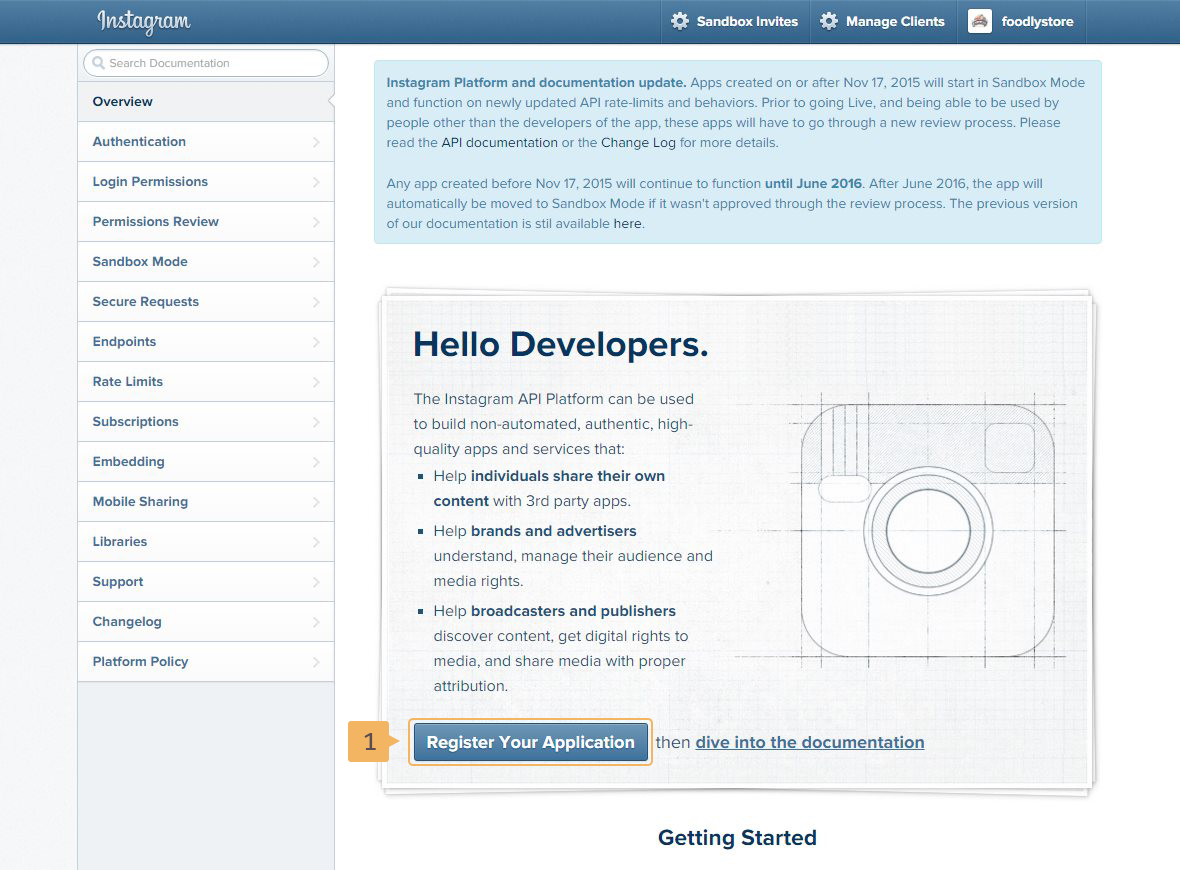 Instagram
Sandbox Invites
Manage Clients
foodlystore
Search Documentation
Overview
Authentication
Login Permissions
Permissions Review
Sandbox Mode
Secure Requests
Endpoints
Rate Limits
Subscriptions
Embedding
Mobile Sharing
Libraries
Support
Changelog
Platform Policy
Instagram Platform and documentation update. Apps created on or after Nov 17, 2015 will start in Sandbox Mode
and function on newly updated API rate-limits and behaviors. Prior to going Live, and being able to be used by
people other than the developers of the app, these apps will have to go through a new review process. Please
read the API documentation or the Change Log for more details.
Any app created before Nov 17, 2015 will continue to function until June 2016. After June 2016, the app will
automatically be moved to Sandbox Mode if it wasn't approved through the review process. The previous version
of our documentation is stil available here.
Hello Developers.
The Instagram API Platform can be used
to build non-automated, authentic, high-
quality apps and services that:
Help individuals share their own
content with 3rd party apps.
Help brands and advertisers
understand, manage their audience and
media rights.
Help broadcasters and publishers
discover content, get digital rights to
media, and share media with proper
attribution.
1
Register Your Application then dive into the documentation
Getting Started